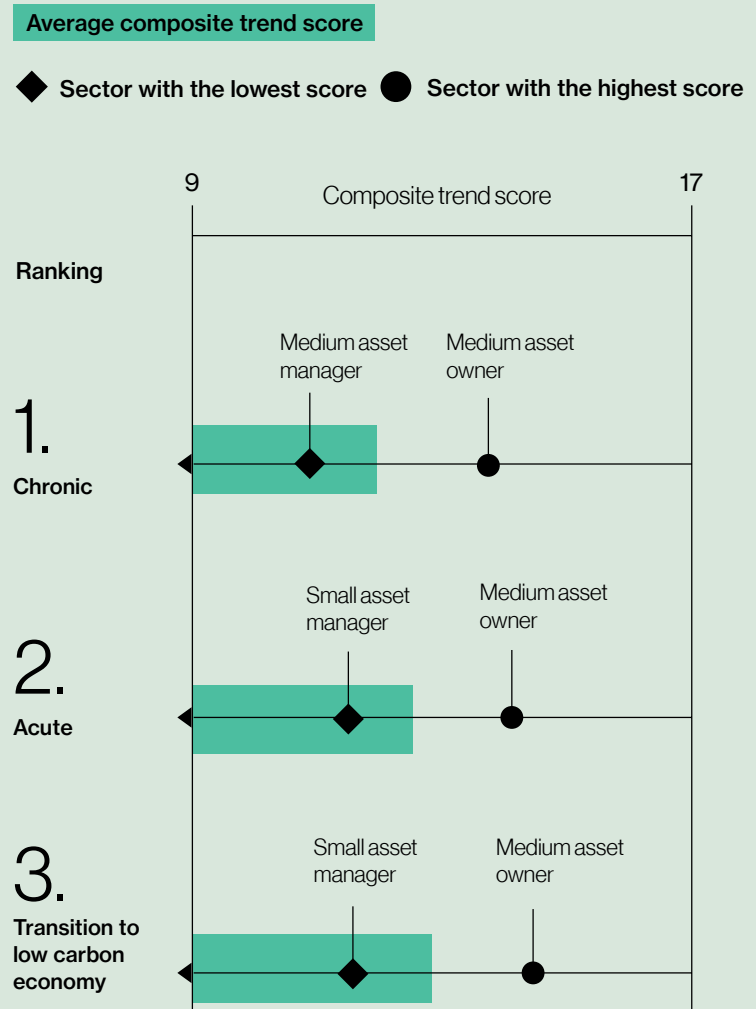 Average composite trend score
Sector with the lowest score
Sector with the highest score
9
Composite trend score
17
Ranking
Medium asset
manager
Medium asset
owner
1.
Chronic
Small asset
manager
Medium asset
owner
2.
Acute
Small asset
manager
Medium asset
owner
3.
Transition to
low carbon
economy